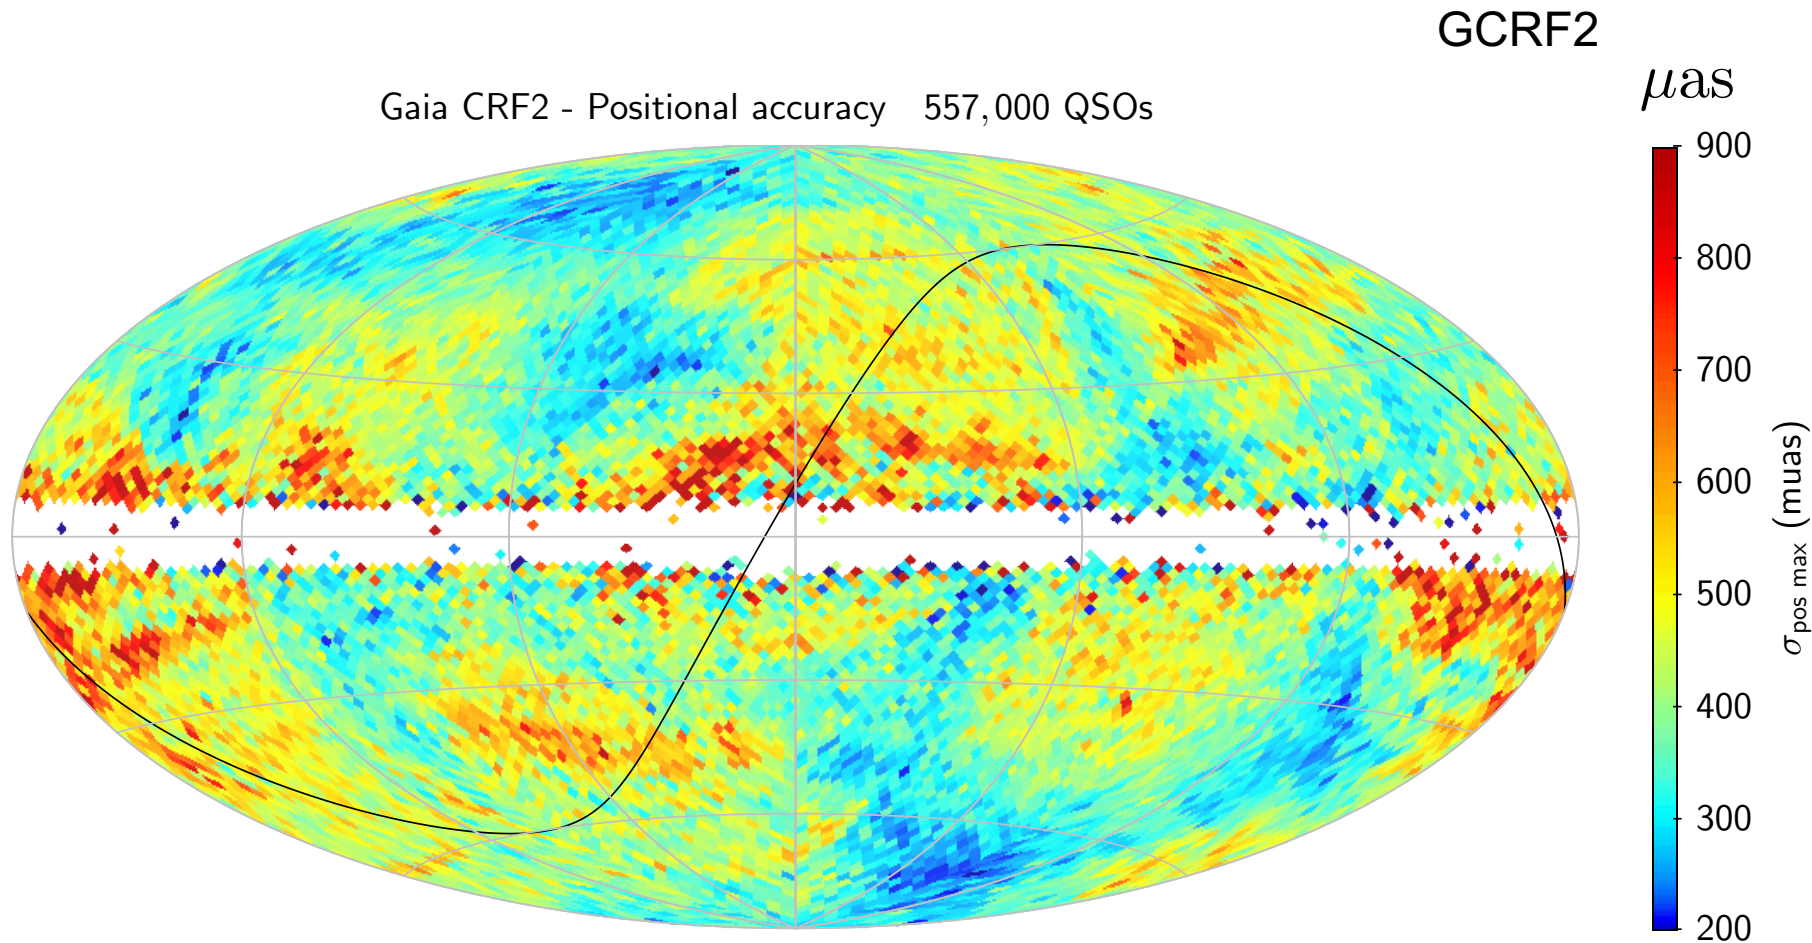 GCRF2
μas
Gaia CRF2 - Positional accuracy 557,000 QSOs
900
800
700
600
500
400
300
200
σpos max (muas)